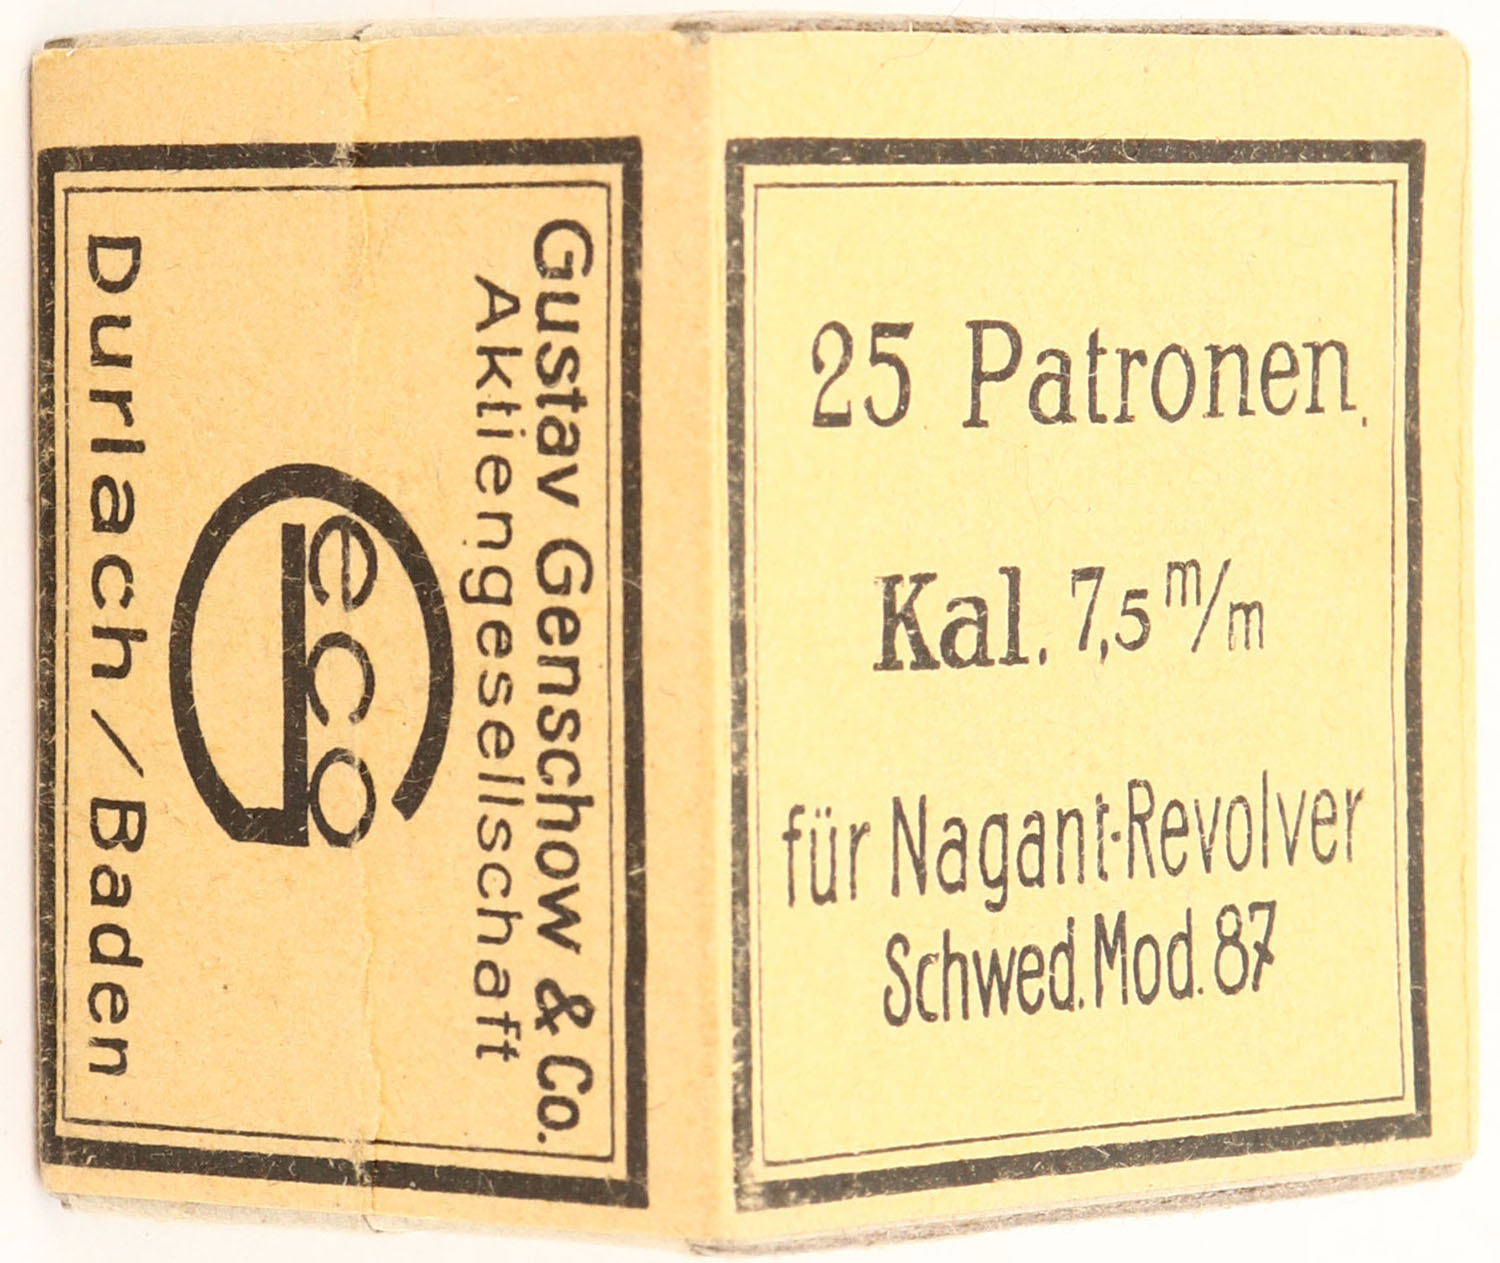 Gustav Genschow & Co.
Aktiengesellschaft
Geco
Durlach / Baden
25 Patronen
Kal. 7,5 m/m
für Nagant-Revolver
Schwed. Mod. 87